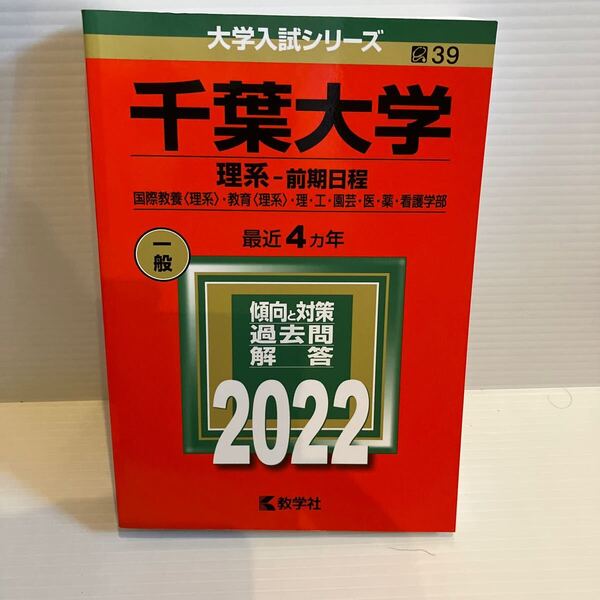 大学入試シリーズ
39
千葉大学
理系-前期日程
国際教養〈理系〉・教育〈理系〉・理・工・園芸・医・薬・看護学部
最近4カ年
一般
傾向と対策
過去問
解答
2022
教学社